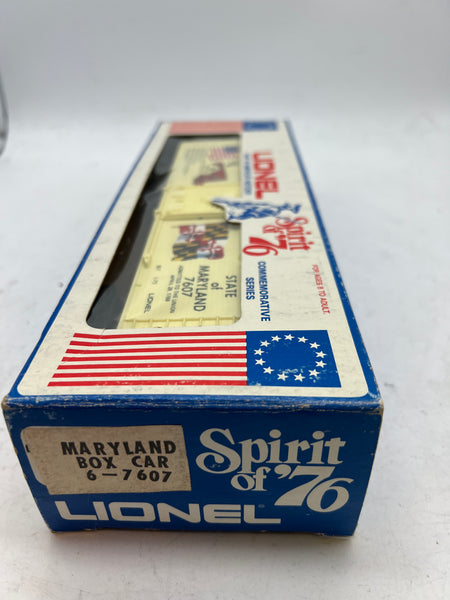 LIONEL
Spirit
of '76
COMMEMORATIVE
SERIES
FOR AGES 8 TO ADULT
STATE
of
MARYLAND
7607
LIONEL
MARYLAND
BOX CAR
6-7607
Spirit
of '76
LIONEL